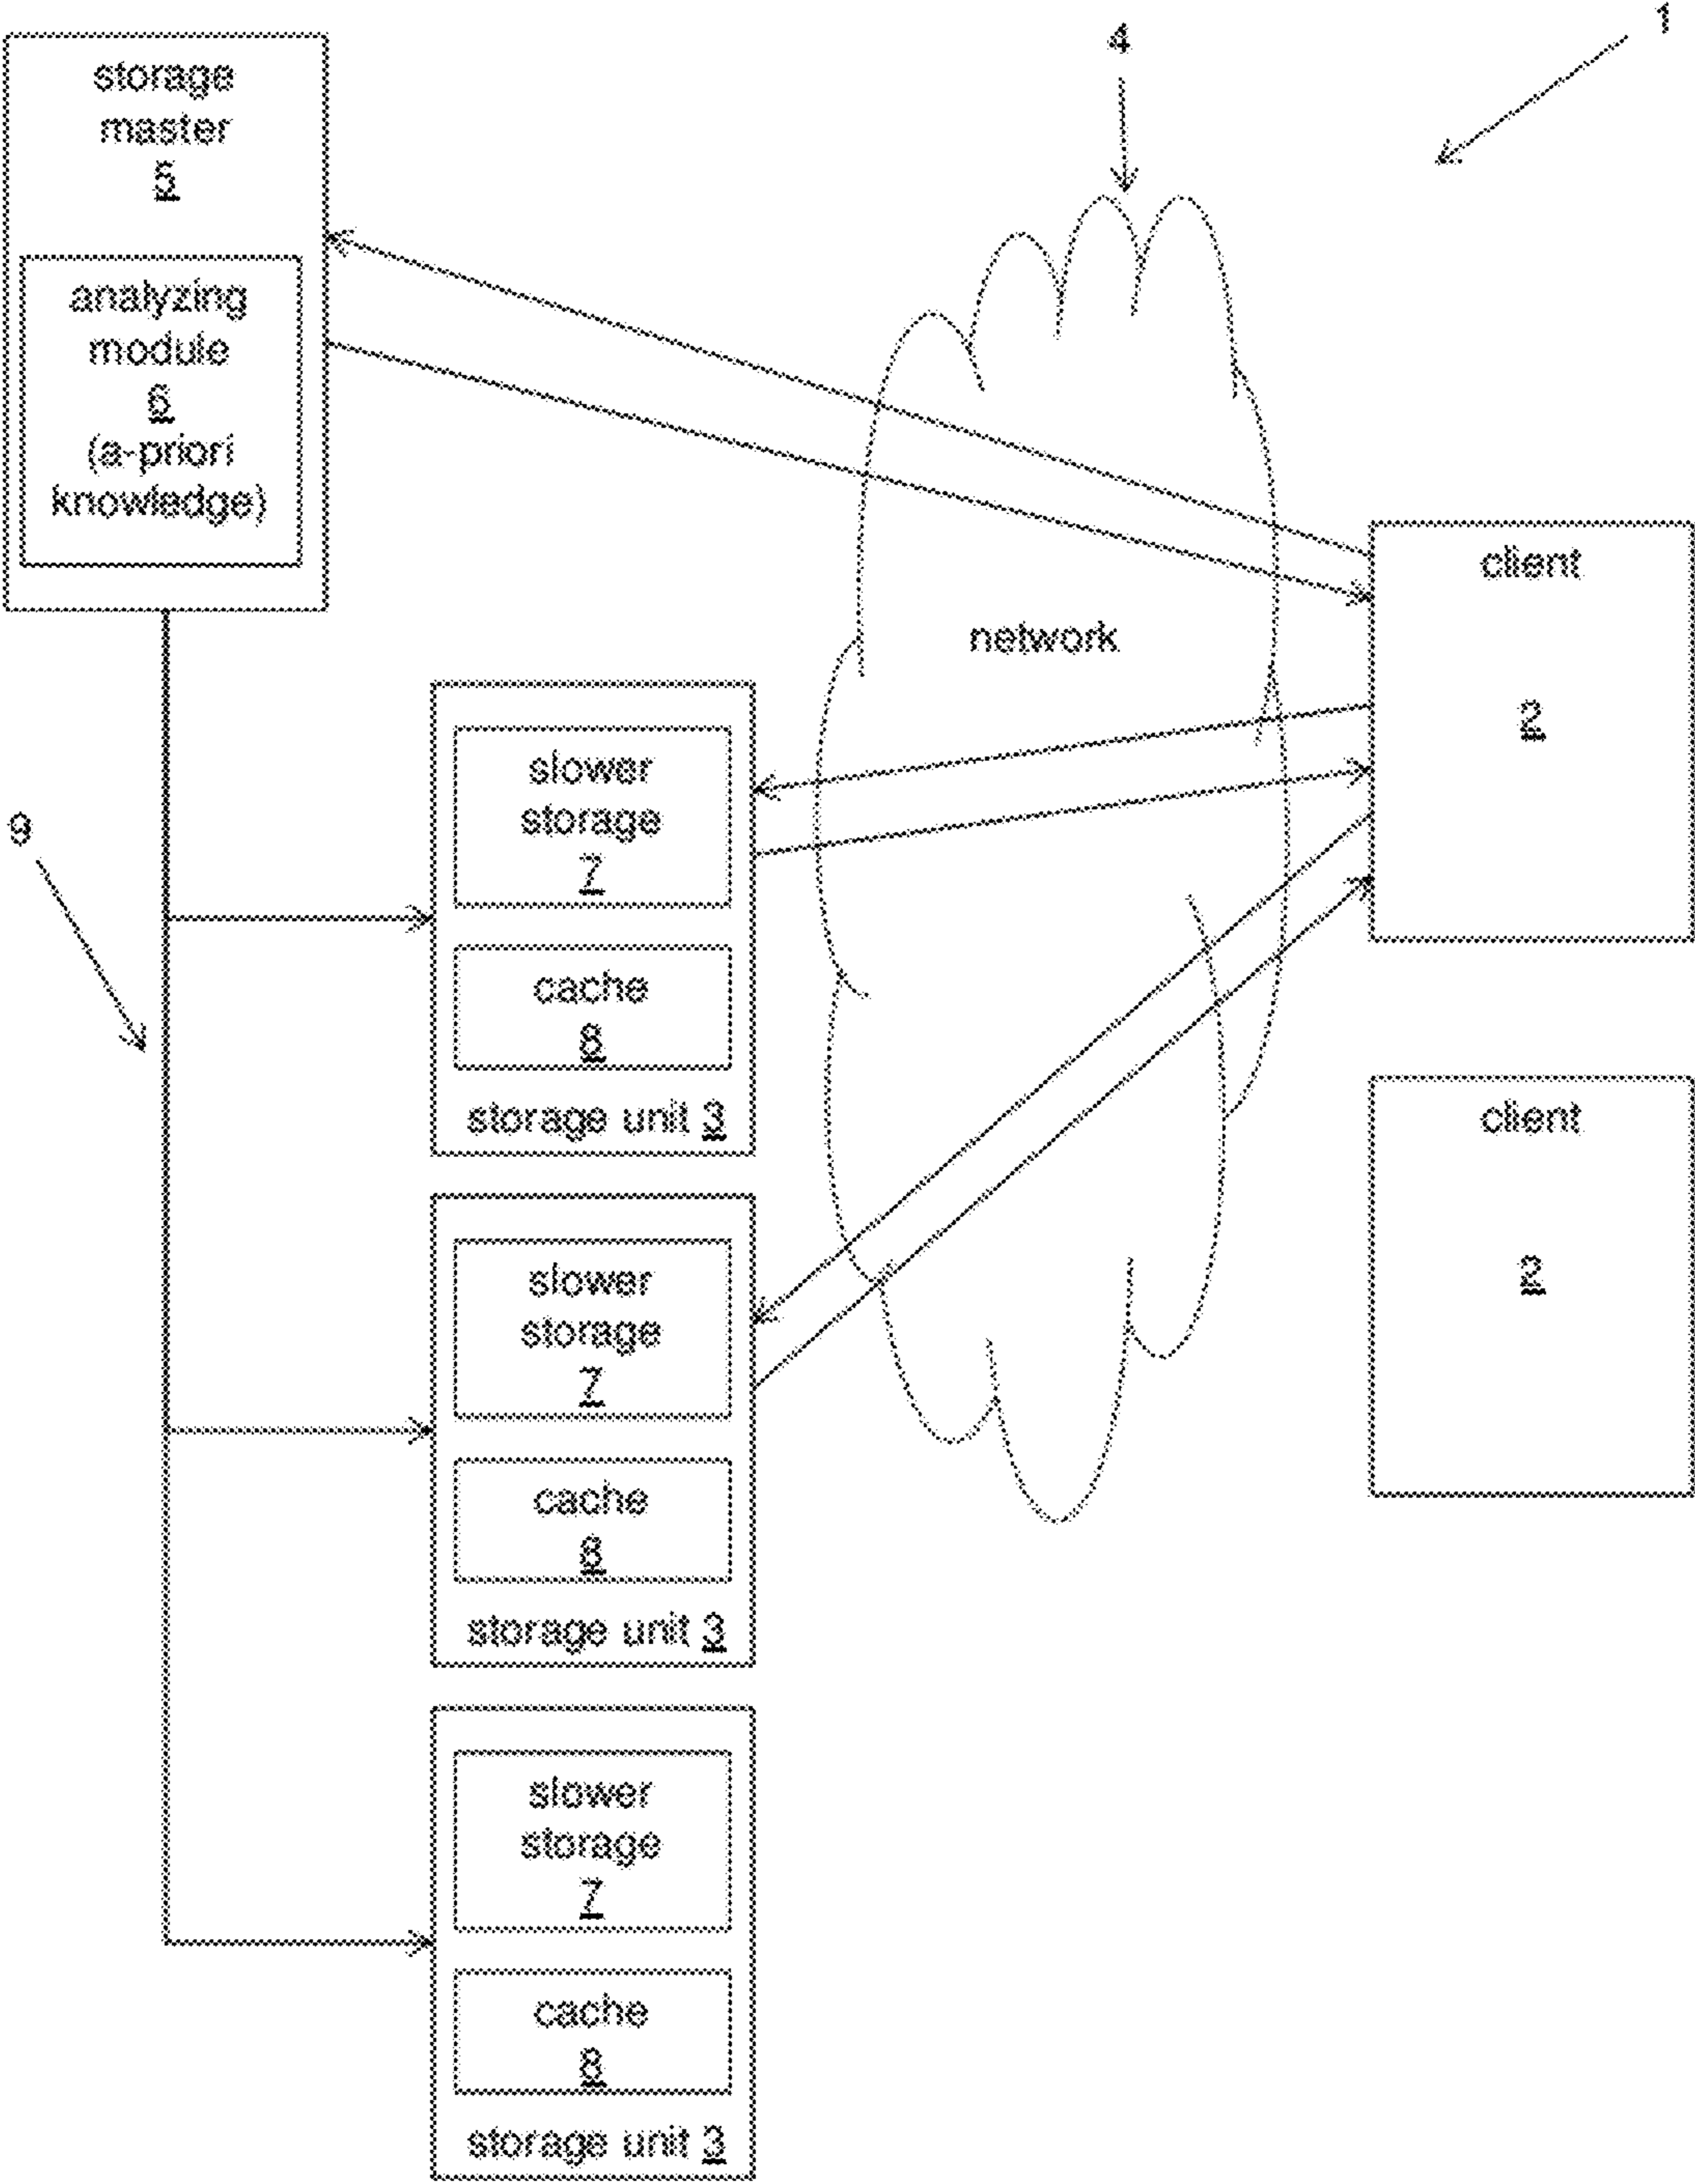 1
4
storage
master
5
analyzing
module
6
(a-priori
knowledge)
client
2
network
slower
storage
7
9
cache
8
storage unit 3
client
2
slower
storage
7
cache
8
storage unit 3
slower
storage
7
cache
8
storage unit 3